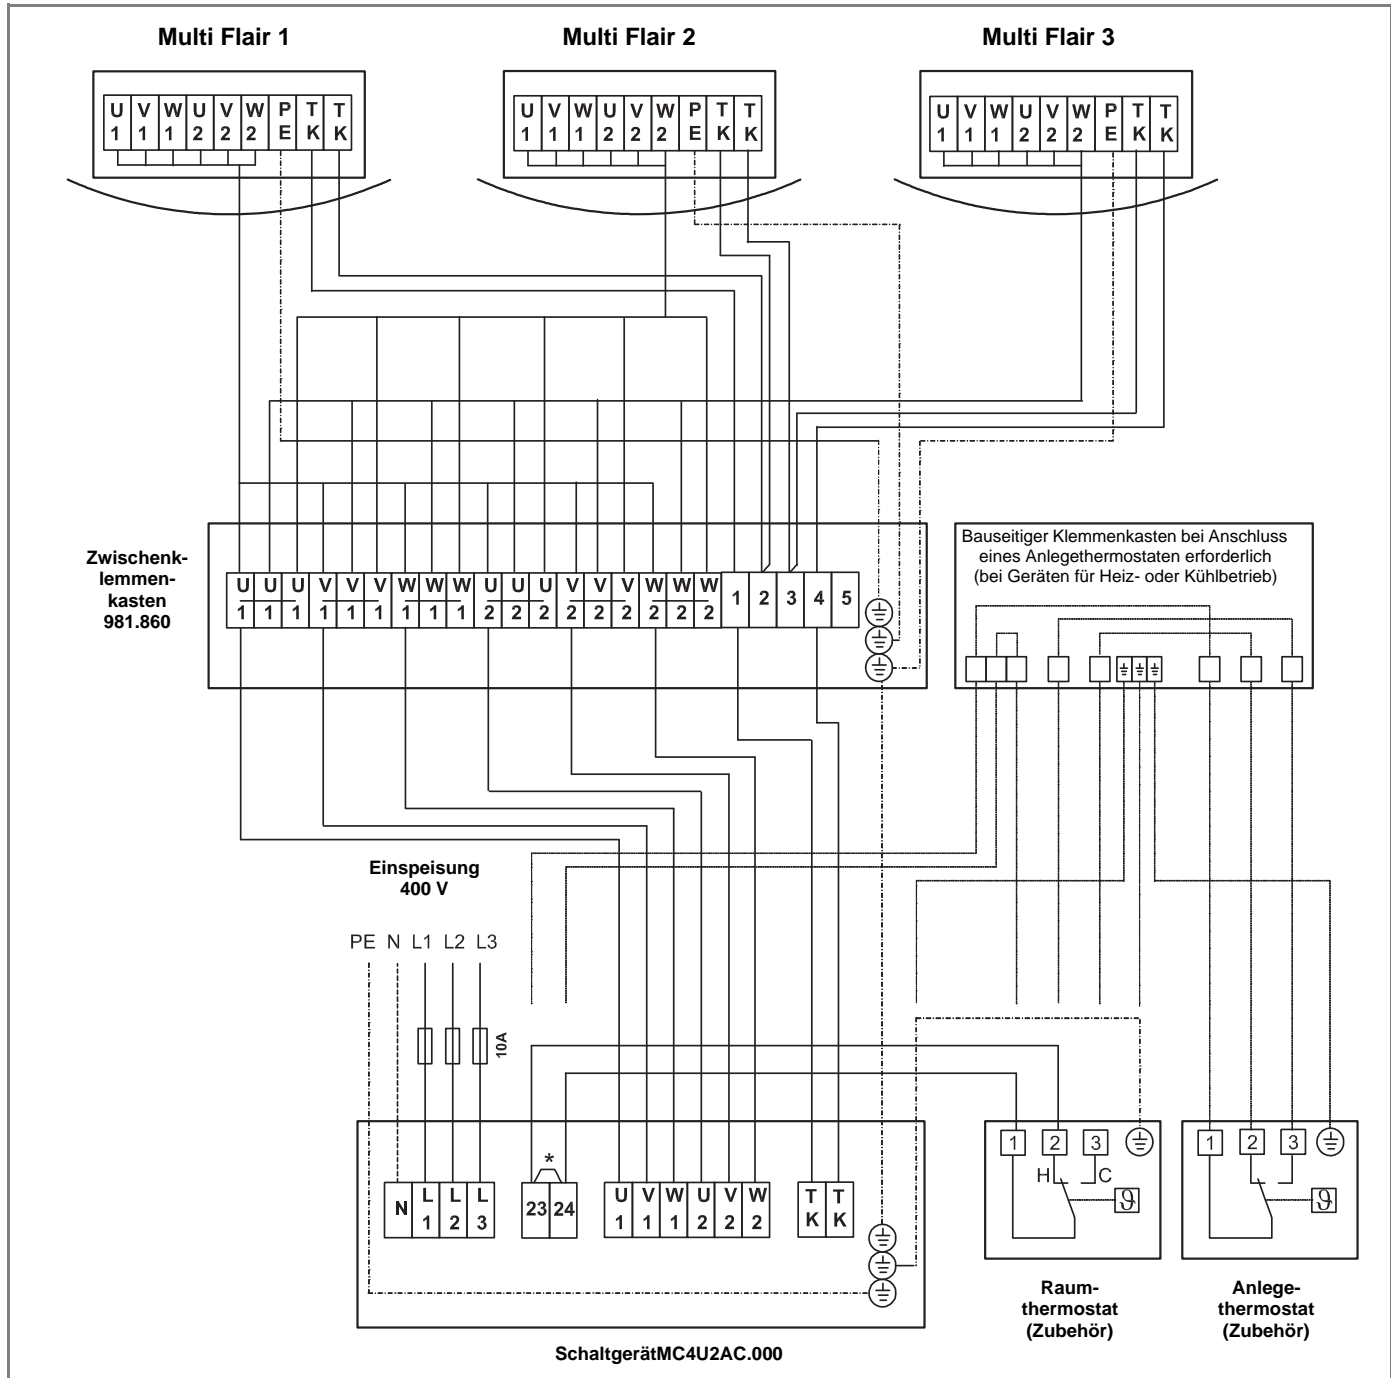 Multi Flair 1
Multi Flair 2
Multi Flair 3
U V W U V W P T T
1 1 1 2 2 2 E K K
U V W U V W P T T
1 1 1 2 2 2 E K K
U V W U V W P T T
1 1 1 2 2 2 E K K
Zwischenk-
lemmen-
kasten
981.860
U U U V V V W W W U U U V V V W W W
1 1 1 1 1 1 1 1 1 2 2 2 2 2 2 2 2 2
1 2 3 4 5
Bauseitiger Klemmenkasten bei Anschluss
eines Anlegethermostaten erforderlich
(bei Geräten für Heiz- oder Kühlbetrieb)
Einspeisung
400 V
PE N L1 L2 L3
10A
*
N L L L
1 2 3
23 24
U V W U V W
1 1 1 2 2 2
T T
K K
1 2 3
H C
ϑ
1 2 3
ϑ
Raum-
thermostat
(Zubehör)
Anlege-
thermostat
(Zubehör)
SchaltgerätMC4U2AC.000